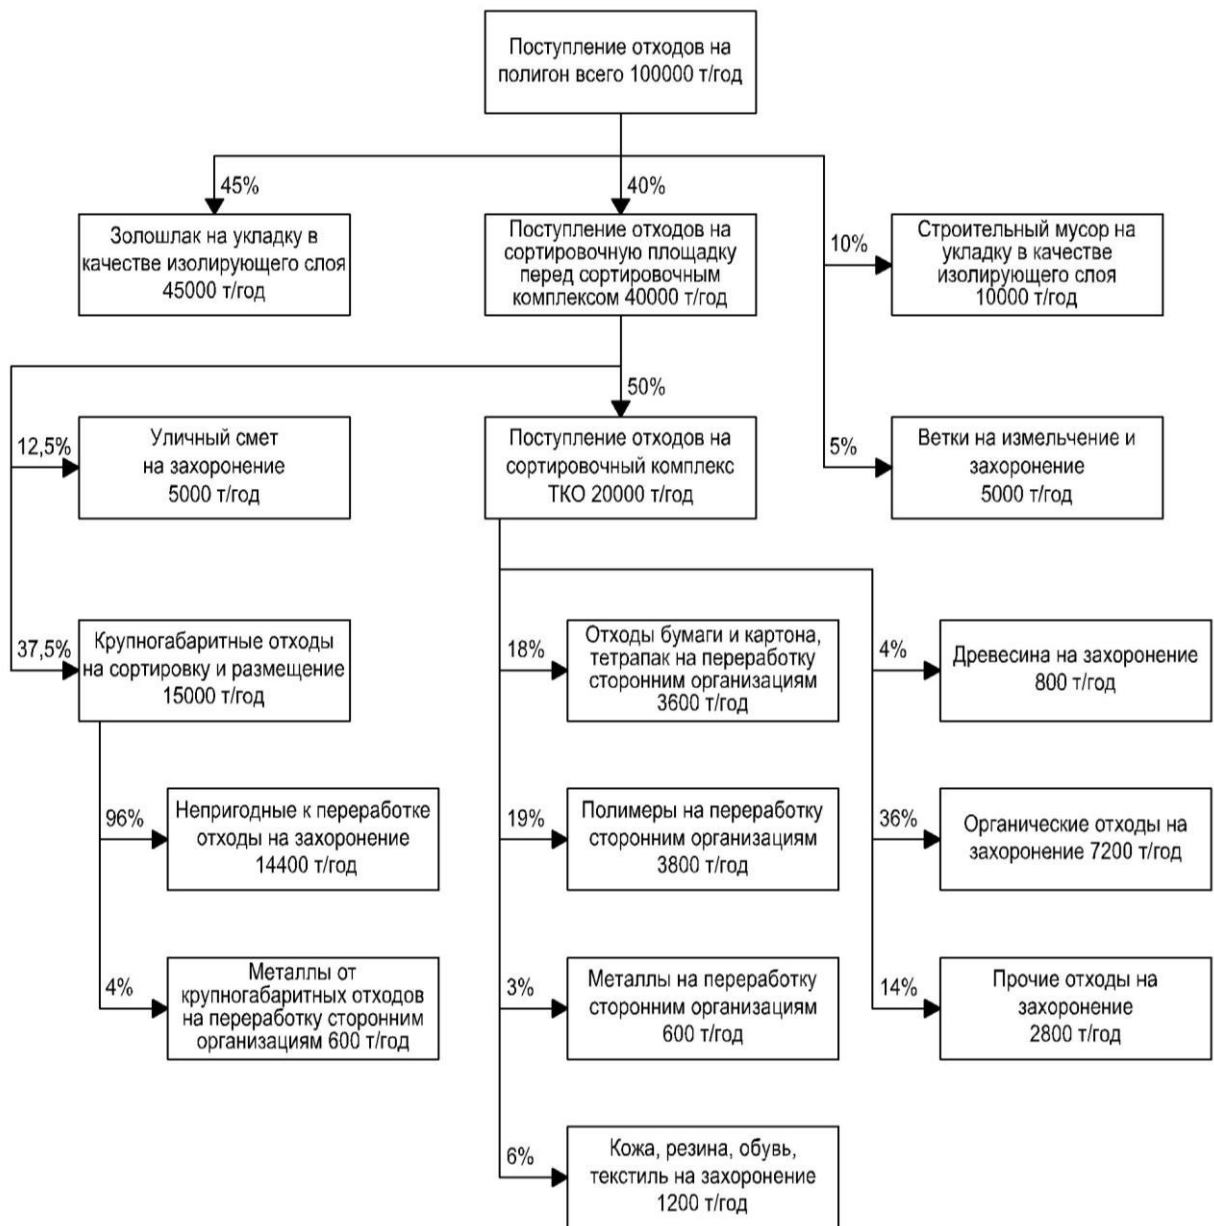 Поступление отходов на
полигон всего 100000 т/год
45%
40%
Золошлак на укладку в
качестве изолирующего слоя
45000 т/год
Поступление отходов на
сортировочную площадку
перед сортировочным
комплексом 40000 т/год
10%
Строительный мусор на
укладку в качестве
изолирующего слоя
10000 т/год
50%
12,5%
Уличный смет
на захоронение
5000 т/год
Поступление отходов на
сортировочный комплекс
ТКО 20000 т/год
5%
Ветки на измельчение и
захоронение
5000 т/год
37,5%
Крупногабаритные отходы
на сортировку и размещение
15000 т/год
18%
Отходы бумаги и картона,
тетрапак на переработку
сторонним организациям
3600 т/год
4%
Древесина на захоронение
800 т/год
96%
Непригодные к переработке
отходы на захоронение
14400 т/год
19%
Полимеры на переработку
сторонним организациям
3800 т/год
36%
Органические отходы на
захоронение 7200 т/год
4%
Металлы от
крупногабаритных отходов
на переработку сторонним
организациям 600 т/год
3%
Металлы на переработку
сторонним организациям
600 т/год
14%
Прочие отходы на
захоронение
2800 т/год
6%
Кожа, резина, обувь,
текстиль на захоронение
1200 т/год